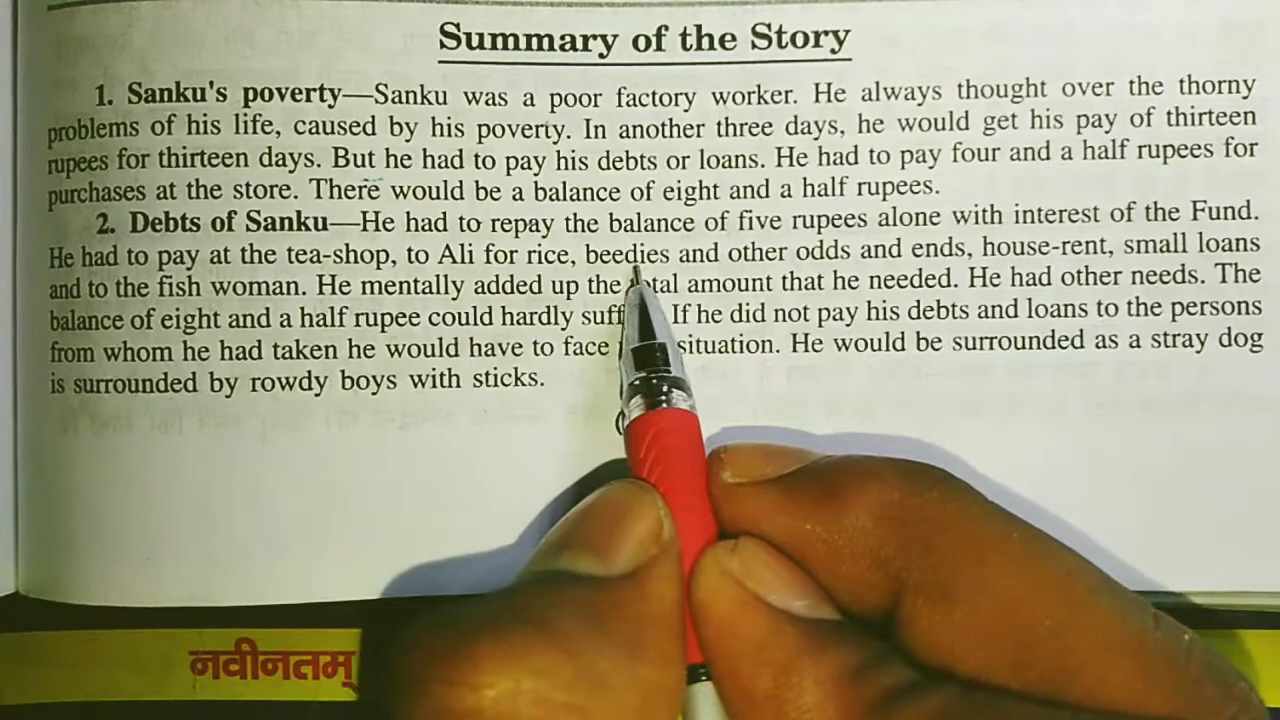 Summary of the Story
1. Sanku's poverty—Sanku was a poor factory worker. He always thought over the thorny
problems of his life, caused by his poverty. In another three days, he would get his pay of thirteen
rupees for thirteen days. But he had to pay his debts or loans. He had to pay four and a half rupees for
purchases at the store. There would be a balance of eight and a half rupees.
2. Debts of Sanku—He had to repay the balance of five rupees alone with interest of the Fund.
He had to pay at the tea-shop, to Ali for rice, beedies and other odds and ends, house-rent, small loans
and to the fish woman. He mentally added up the total amount that he needed. He had other needs. The
balance of eight and a half rupee could hardly If he did not pay his debts and loans to the persons
from whom he had taken he would have to face situation. He would be surrounded as a stray dog
is surrounded by rowdy boys with sticks.
नवीनतम्